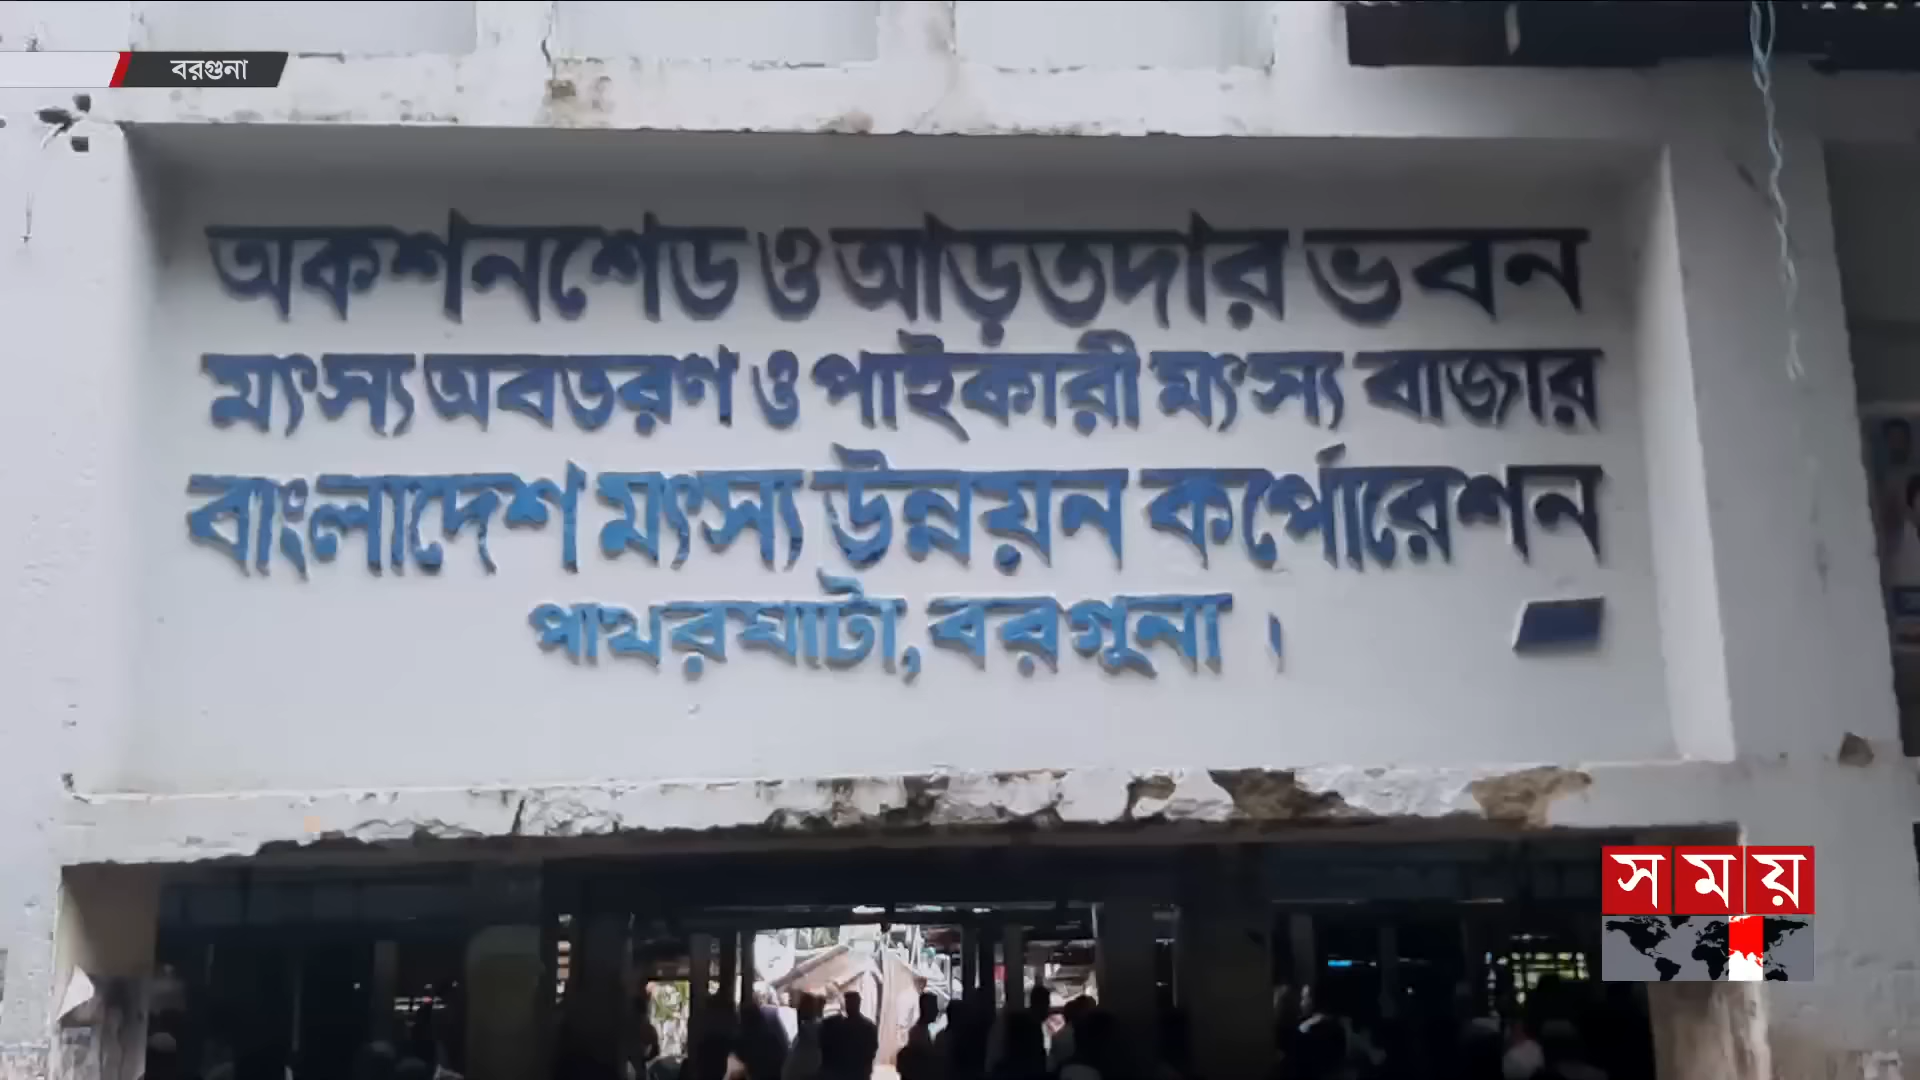 বরগুনা
অকশনশেড ও আড়তদার ভবন
মৎস্য অবতরণ ও পাইকারী মৎস্য বাজার
বাংলাদেশ মৎস্য উন্নয়ন কর্পোরেশন
পাথরঘাটা, বরগুনা ।
সময়